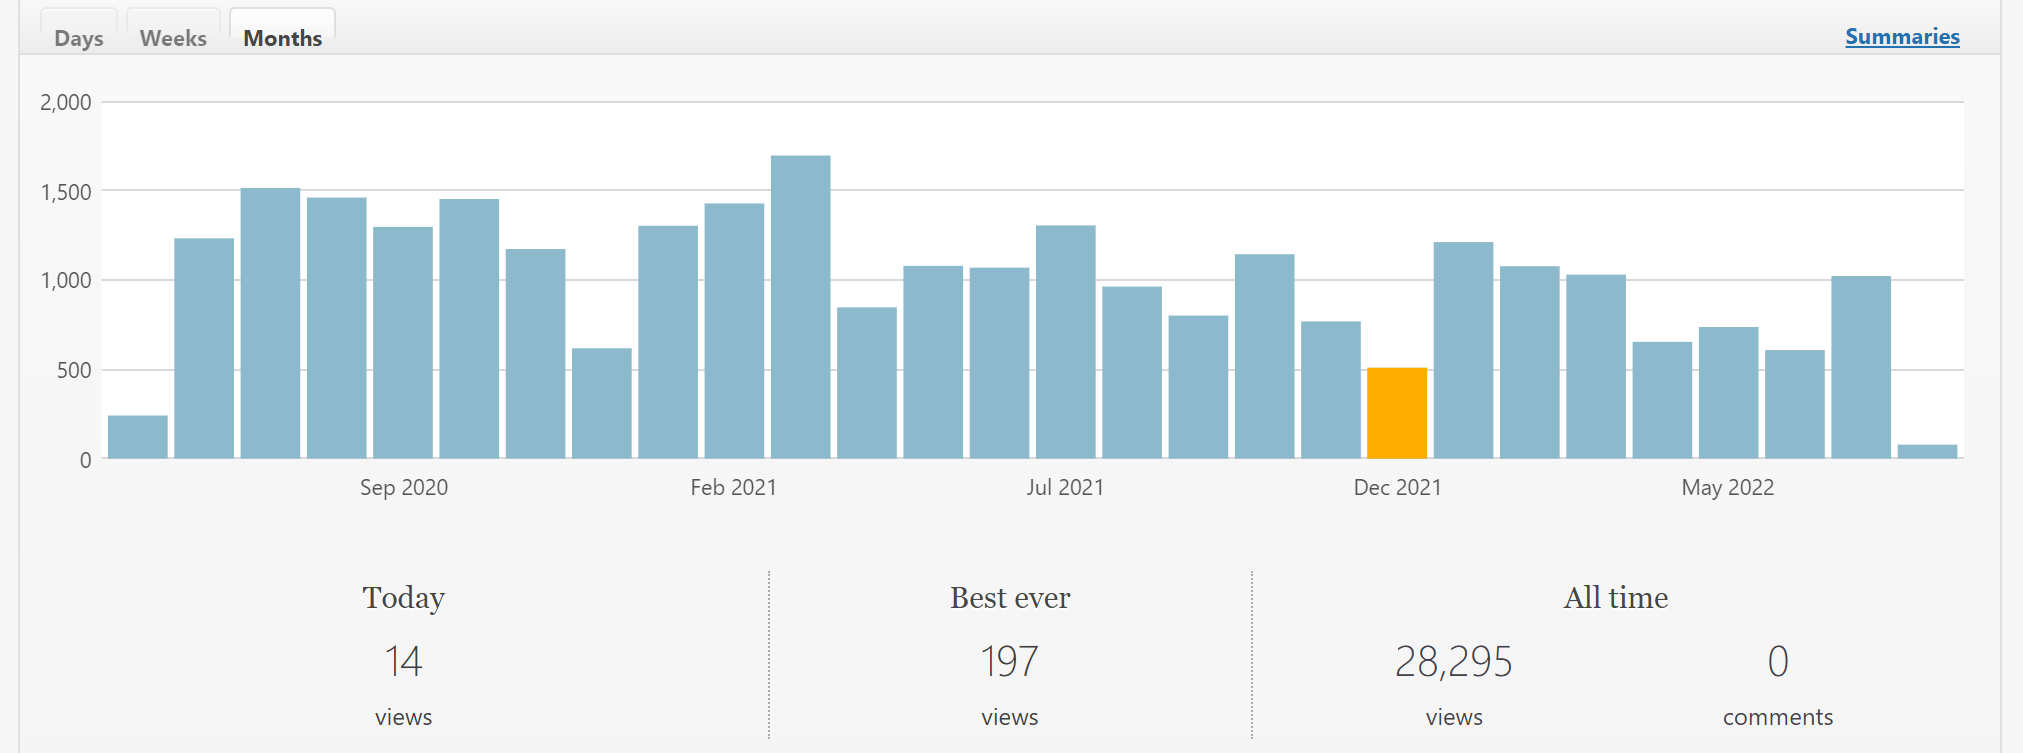 Days Weeks Months Summaries
2,000
1,500
1,000
500
0
Sep 2020 Feb 2021 Jul 2021 Dec 2021 May 2022
Today Best ever All time
14 197 28,295 0
views views views comments